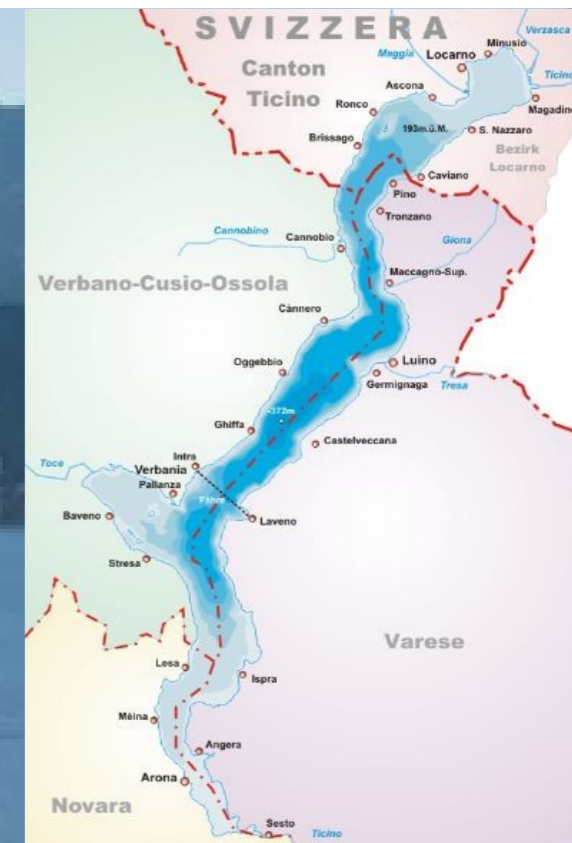 SVIZZERA
Verzasca
Minusio
Maggia
Locarno
Canton
Ticino
Ticino
Ascona
Magadino
Ronco
193m.ü.M.
S. Nazzaro
Brissago
Bezirk
Locarno
Caviano
Pino
Tronzano
Cannobino
Giona
Cannobio
Maccagno-Sup.
Verbano-Cusio-Ossola
Cànnero
Luino
Oggebbio
Germignaga
Tresa
-372m
Ghiffa
Castelveccana
Intra
Toce
Verbania
Pallanza
Fähre
Baveno
Laveno
Stresa
Varese
Lesa
Ispra
Mèina
Angera
Arona
Novara
Sesto
Ticino